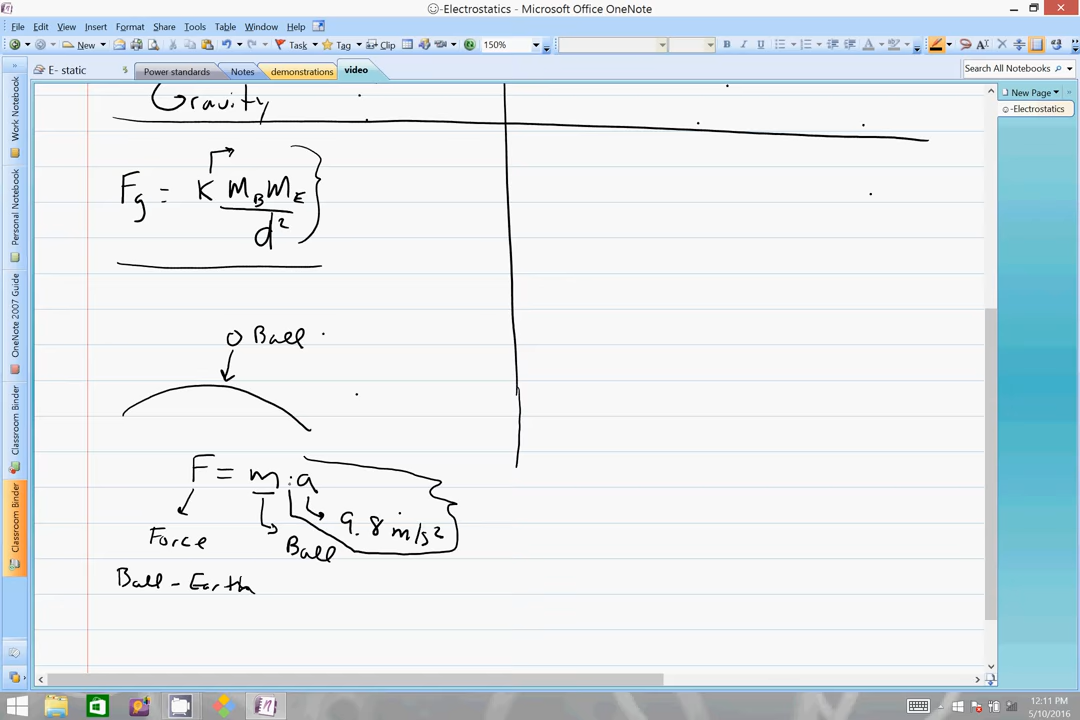 -Electrostatics - Microsoft Office OneNote
File Edit View Insert Format Share Tools Table Window Help
New Task Tag Clip 150% B I U
E- static Power standards Notes demonstrations video Search All Notebooks
New Page
-Electrostatics
Work Notebook
Personal Notebook
OneNote 2007 Guide
Classroom Binder
Classroom Binder
Gravity
Fg = K mB mE
d²
Ball
F = m · a
9.8 m/s²
Force
Ball
Ball - Earth
12:11 PM
5/10/2016